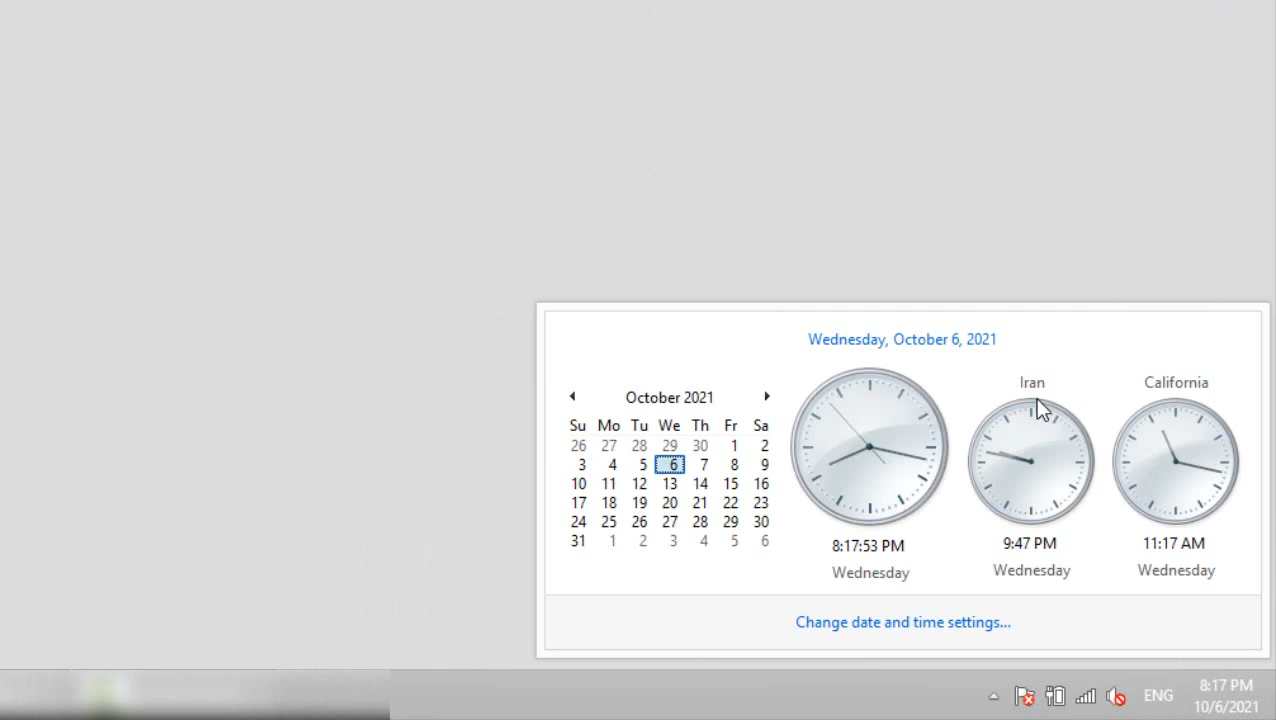 Wednesday, October 6, 2021
October 2021
Su Mo Tu We Th Fr Sa
26 27 28 29 30 1 2
3 4 5 6 7 8 9
10 11 12 13 14 15 16
17 18 19 20 21 22 23
24 25 26 27 28 29 30
31 1 2 3 4 5 6
8:17:53 PM
Wednesday
Iran
9:47 PM
Wednesday
California
11:17 AM
Wednesday
Change date and time settings...
ENG
8:17 PM
10/6/2021